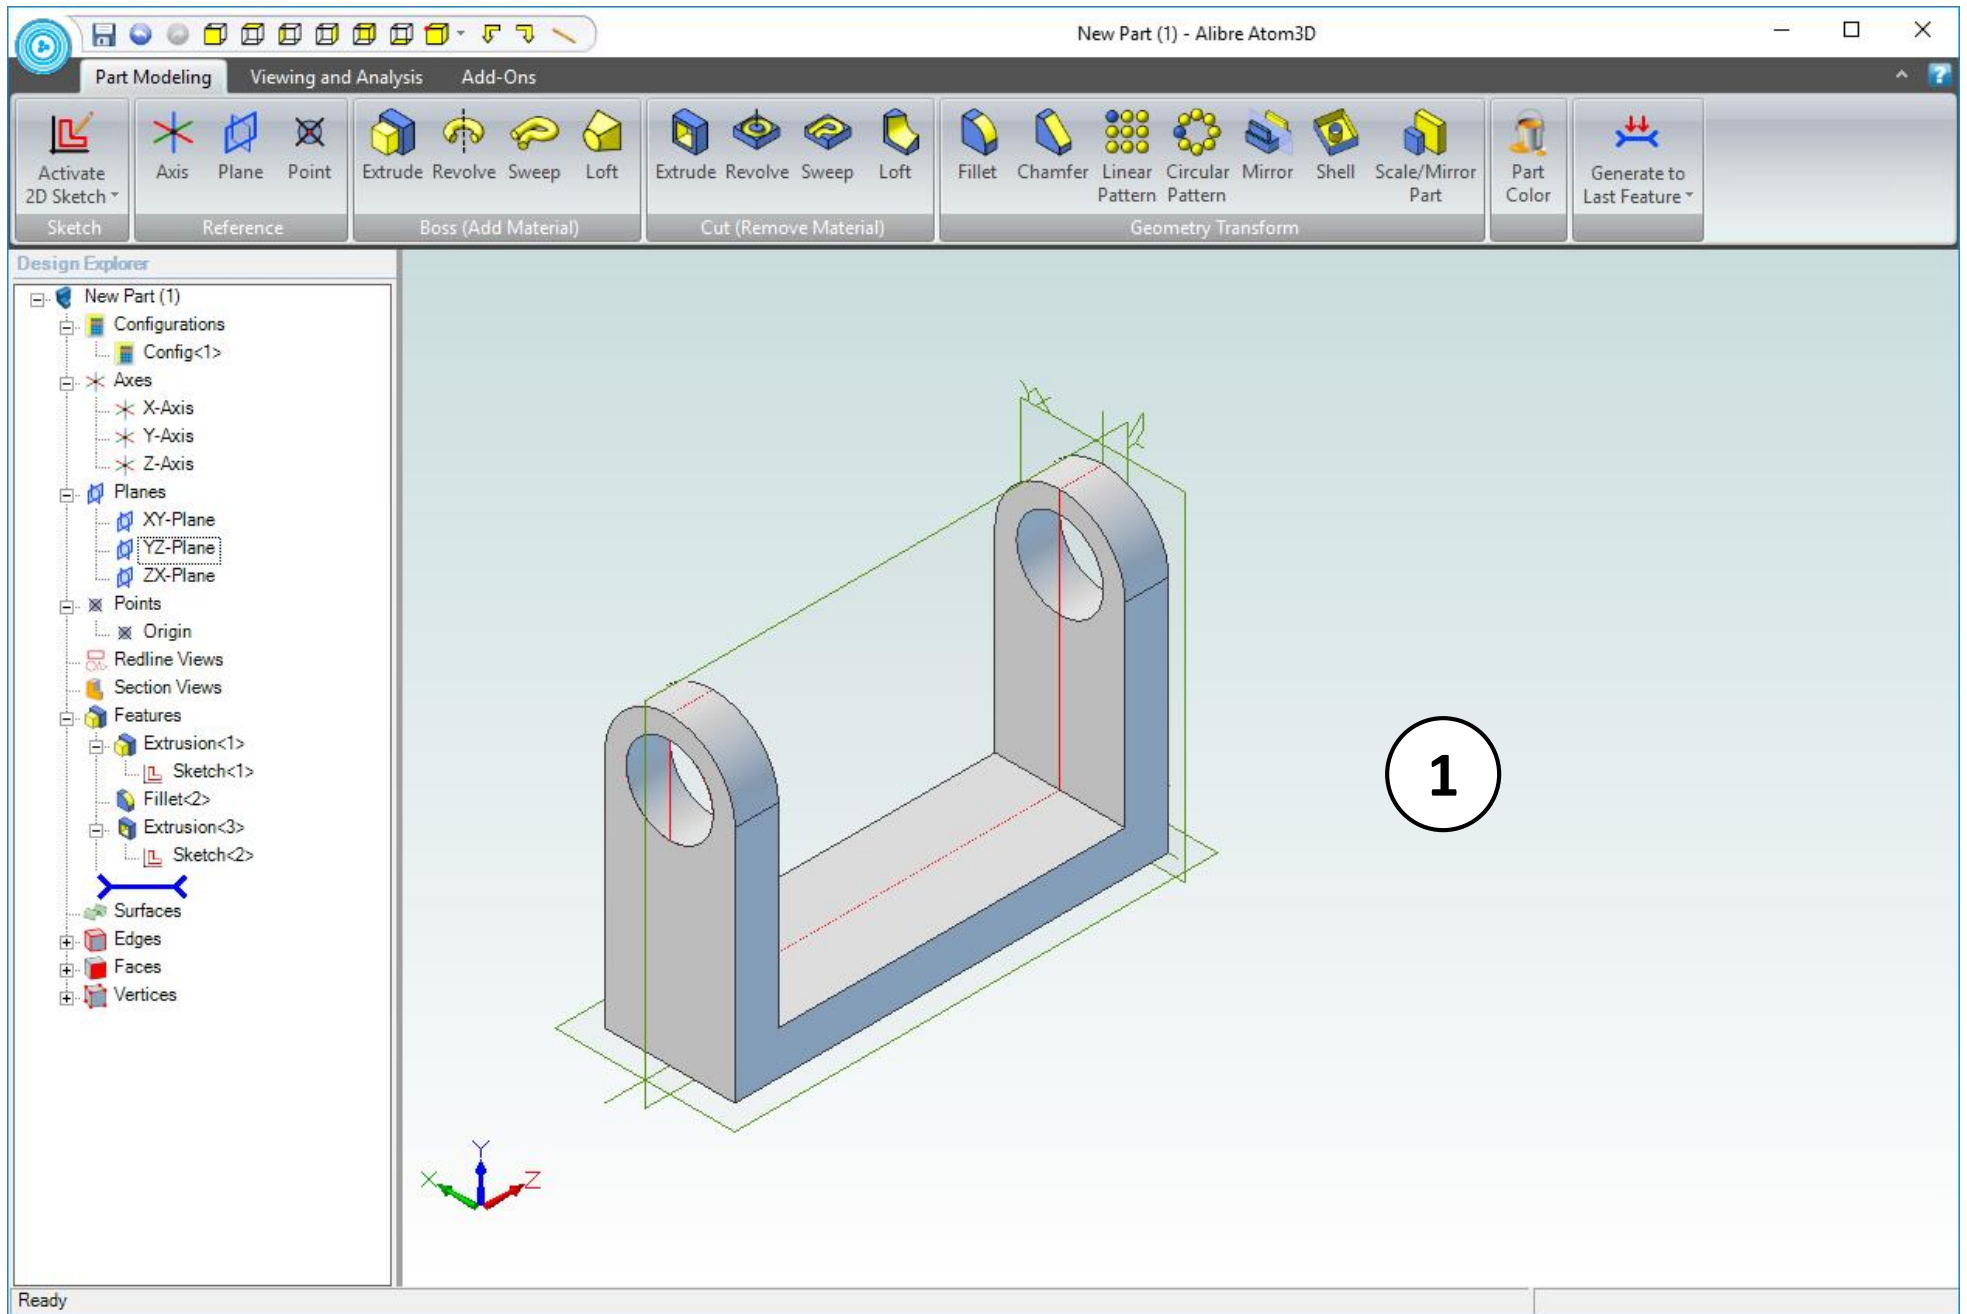 New Part (1) - Alibre Atom3D
Part Modeling Viewing and Analysis Add-Ons
Activate 2D Sketch
Axis Plane Point
Extrude Revolve Sweep Loft
Extrude Revolve Sweep Loft
Fillet Chamfer Linear Pattern Circular Pattern Mirror Shell Scale/Mirror Part
Part Color
Generate to Last Feature
Sketch Reference Boss (Add Material) Cut (Remove Material) Geometry Transform
Design Explorer
New Part (1)
Configurations
Config<1>
Axes
X-Axis
Y-Axis
Z-Axis
Planes
XY-Plane
YZ-Plane
ZX-Plane
Points
Origin
Redline Views
Section Views
Features
Extrusion<1>
Sketch<1>
Fillet<2>
Extrusion<3>
Sketch<2>
Surfaces
Edges
Faces
Vertices
1
Y
X Z
Ready